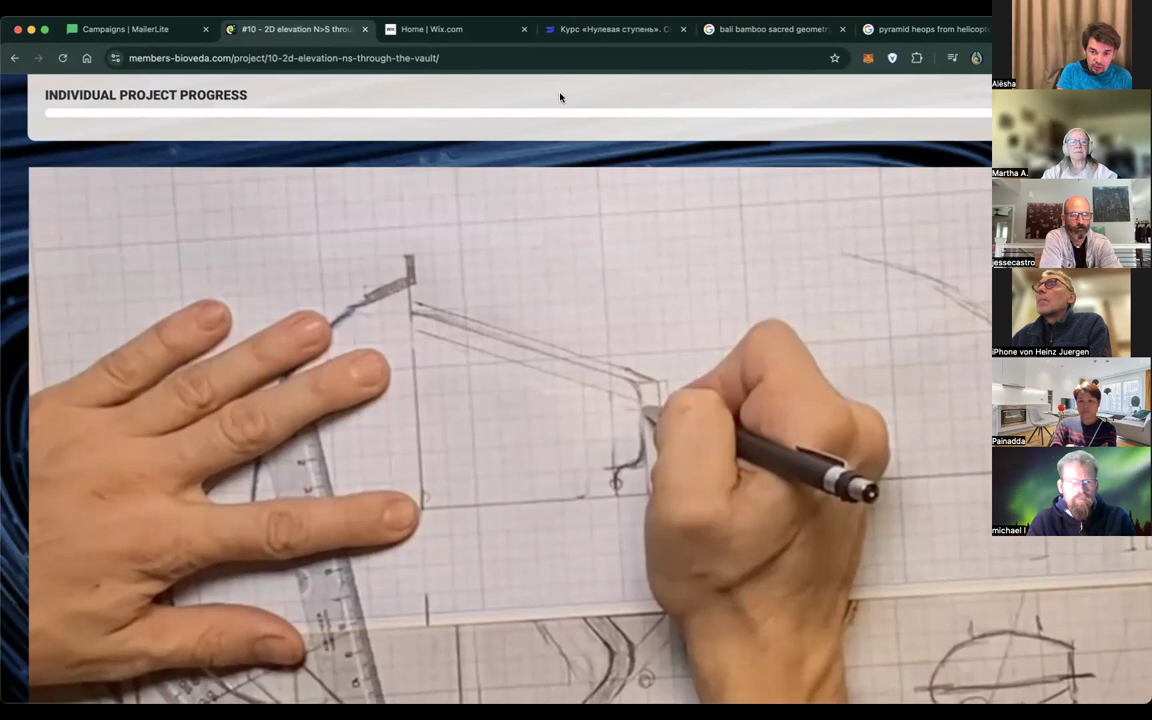 Campaigns | MailerLite
#10 - 2D elevation N>S throu
Home | Wix.com
Курс «Нулевая ступень». О
bali bamboo sacred geometr
pyramid heops from helicopt
members-bioveda.com/project/10-2d-elevation-ns-through-the-vault/
INDIVIDUAL PROJECT PROGRESS
Alësha
Martha A.
essecastro
iPhone von Heinz Juergen
Painadda
michael l